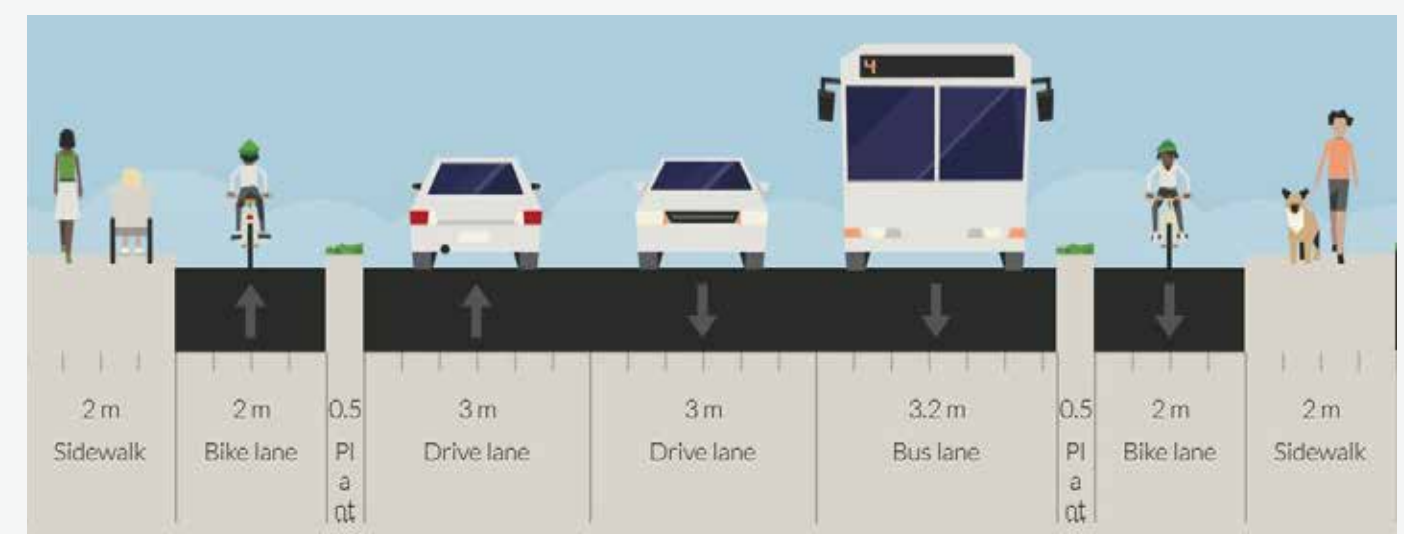 4
2 m
2 m
0.5
3 m
3 m
3.2 m
0.5
2 m
2 m
Sidewalk
Bike lane
Pl
a
nt
Drive lane
Drive lane
Bus lane
Pl
a
nt
Bike lane
Sidewalk